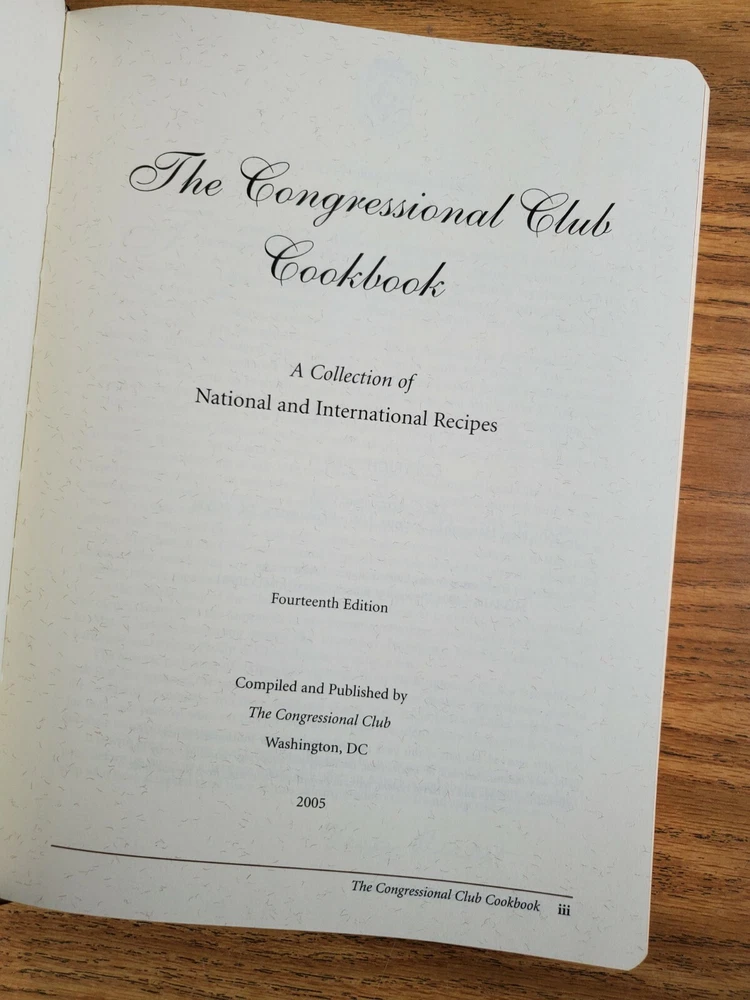 The Congressional Club
Cookbook
A Collection of
National and International Recipes
Fourteenth Edition
Compiled and Published by
The Congressional Club
Washington, DC
2005
The Congressional Club Cookbook iii